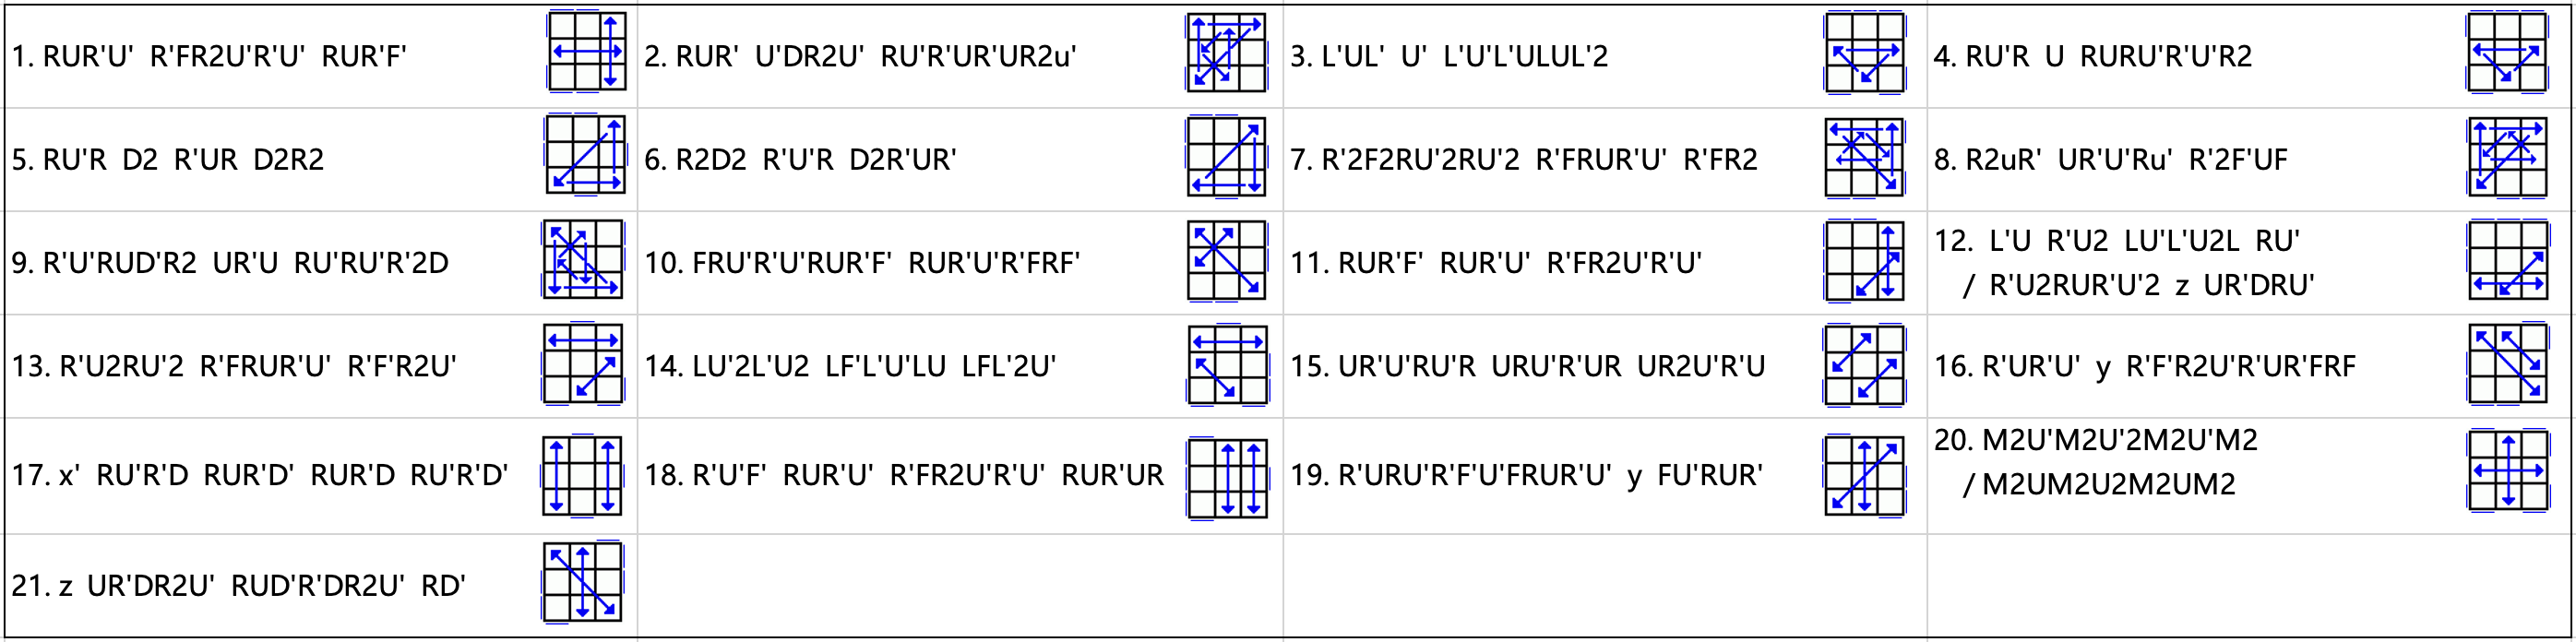 1. RUR'U' R'FR2U'R'U' RUR'F'
2. RUR' U'DR2U' RU'R'UR'UR2u'
3. L'UL' U' L'U'L'ULUL'2
4. RU'R U RURU'R'U'R2
5. RU'R D2 R'UR D2R2
6. R2D2 R'U'R D2R'UR'
7. R'2F2RU'2RU'2 R'FRUR'U' R'FR2
8. R2uR' UR'U'Ru' R'2F'UF
9. R'U'RUD'R2 UR'U RU'RU'R'2D
10. FRU'R'U'RUR'F' RUR'U'R'FRF'
11. RUR'F' RUR'U' R'FR2U'R'U'
12. L'U R'U2 LU'L'U2L RU'
/ R'U2RUR'U'2 z UR'DRU'
13. R'U2RU'2 R'FRUR'U' R'F'R2U'
14. LU'2L'U2 LF'L'U'LU LFL'2U'
15. UR'U'RU'R URU'R'UR UR2U'R'U
16. R'UR'U' y R'F'R2U'R'UR'FRF
17. x' RU'R'D RUR'D' RUR'D RU'R'D'
18. R'U'F' RUR'U' R'FR2U'R'U' RUR'UR
19. R'URU'R'F'U'FRUR'U' y FU'RUR'
20. M2U'M2U'2M2U'M2
/ M2UM2U2M2UM2
21. z UR'DR2U' RUD'R'DR2U' RD'